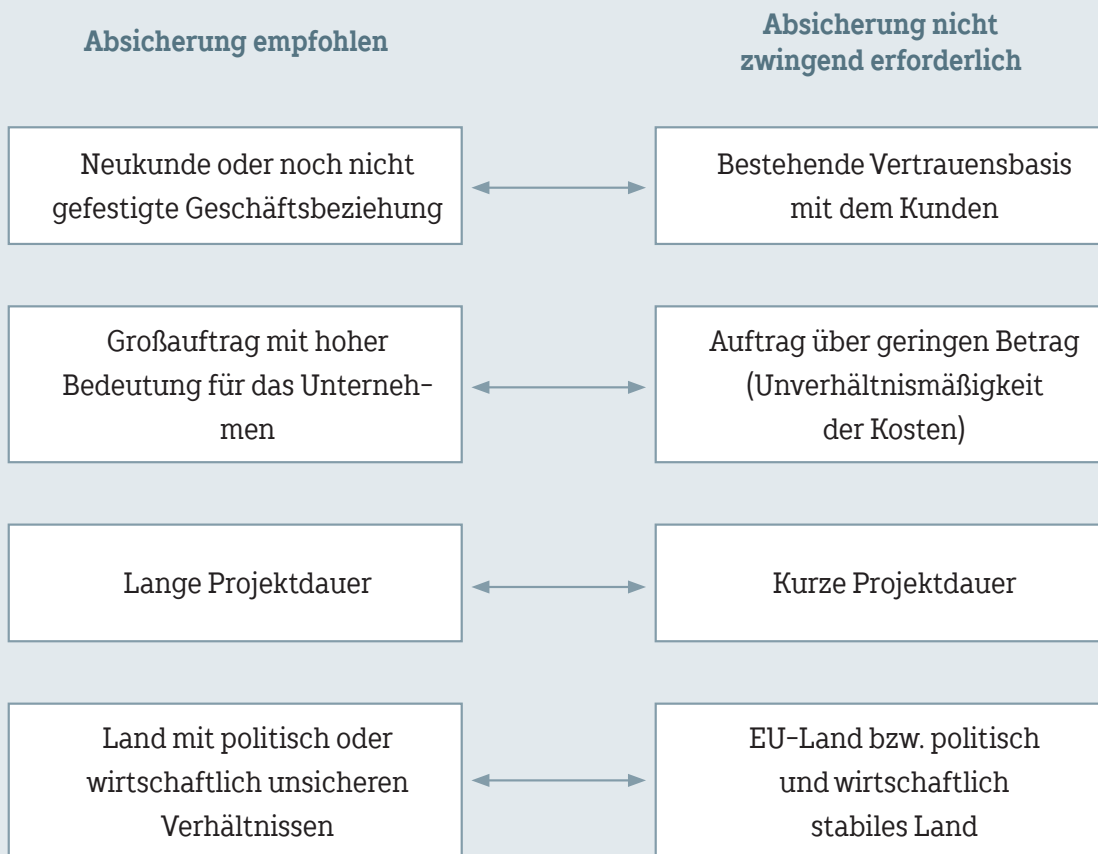 Absicherung empfohlen
Absicherung nicht
zwingend erforderlich
Neukunde oder noch nicht
gefestigte Geschäftsbeziehung
Bestehende Vertrauensbasis
mit dem Kunden
Großauftrag mit hoher
Bedeutung für das Unterneh-
men
Auftrag über geringen Betrag
(Unverhältnismäßigkeit
der Kosten)
Lange Projektdauer
Kurze Projektdauer
Land mit politisch oder
wirtschaftlich unsicheren
Verhältnissen
EU-Land bzw. politisch
und wirtschaftlich
stabiles Land